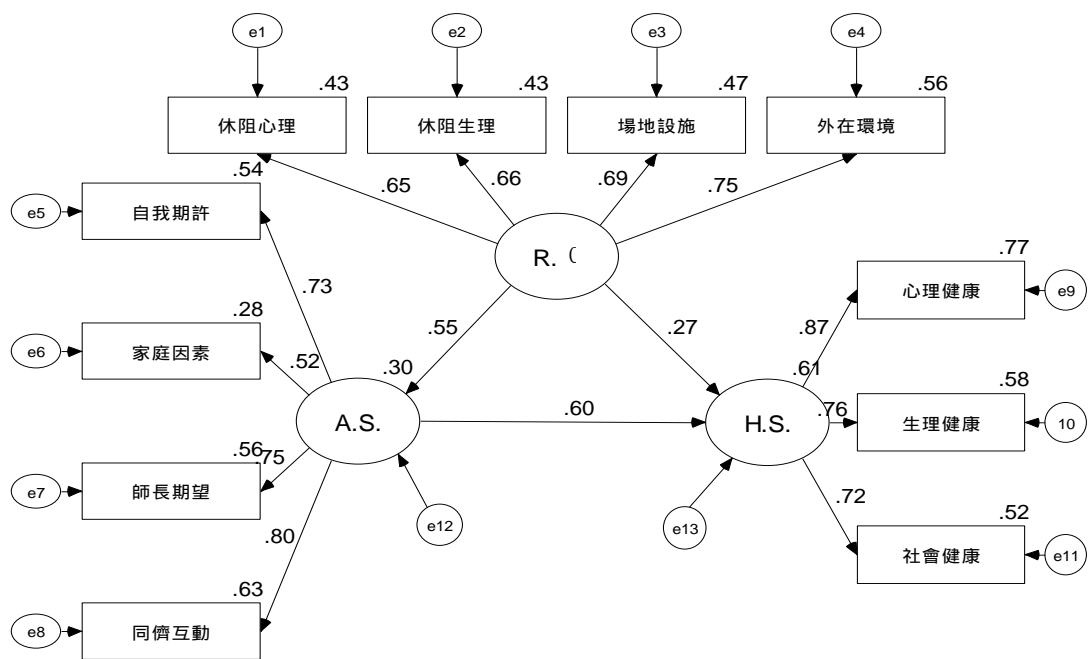 e1
e2
e3
e4
.43
.43
.47
.56
休阻心理
休阻生理
場地設施
外在環境
.65
.66
.69
.75
R. (
.54
e5
自我期許
.73
.28
e6
家庭因素
.52
.56
.75
e7
師長期望
.80
.63
e8
同儕互動
.55
.27
.30
A.S.
.60
.61
H.S.
e12
e13
.77
心理健康
e9
.87
.58
.76
生理健康
10
.72
.52
社會健康
e11